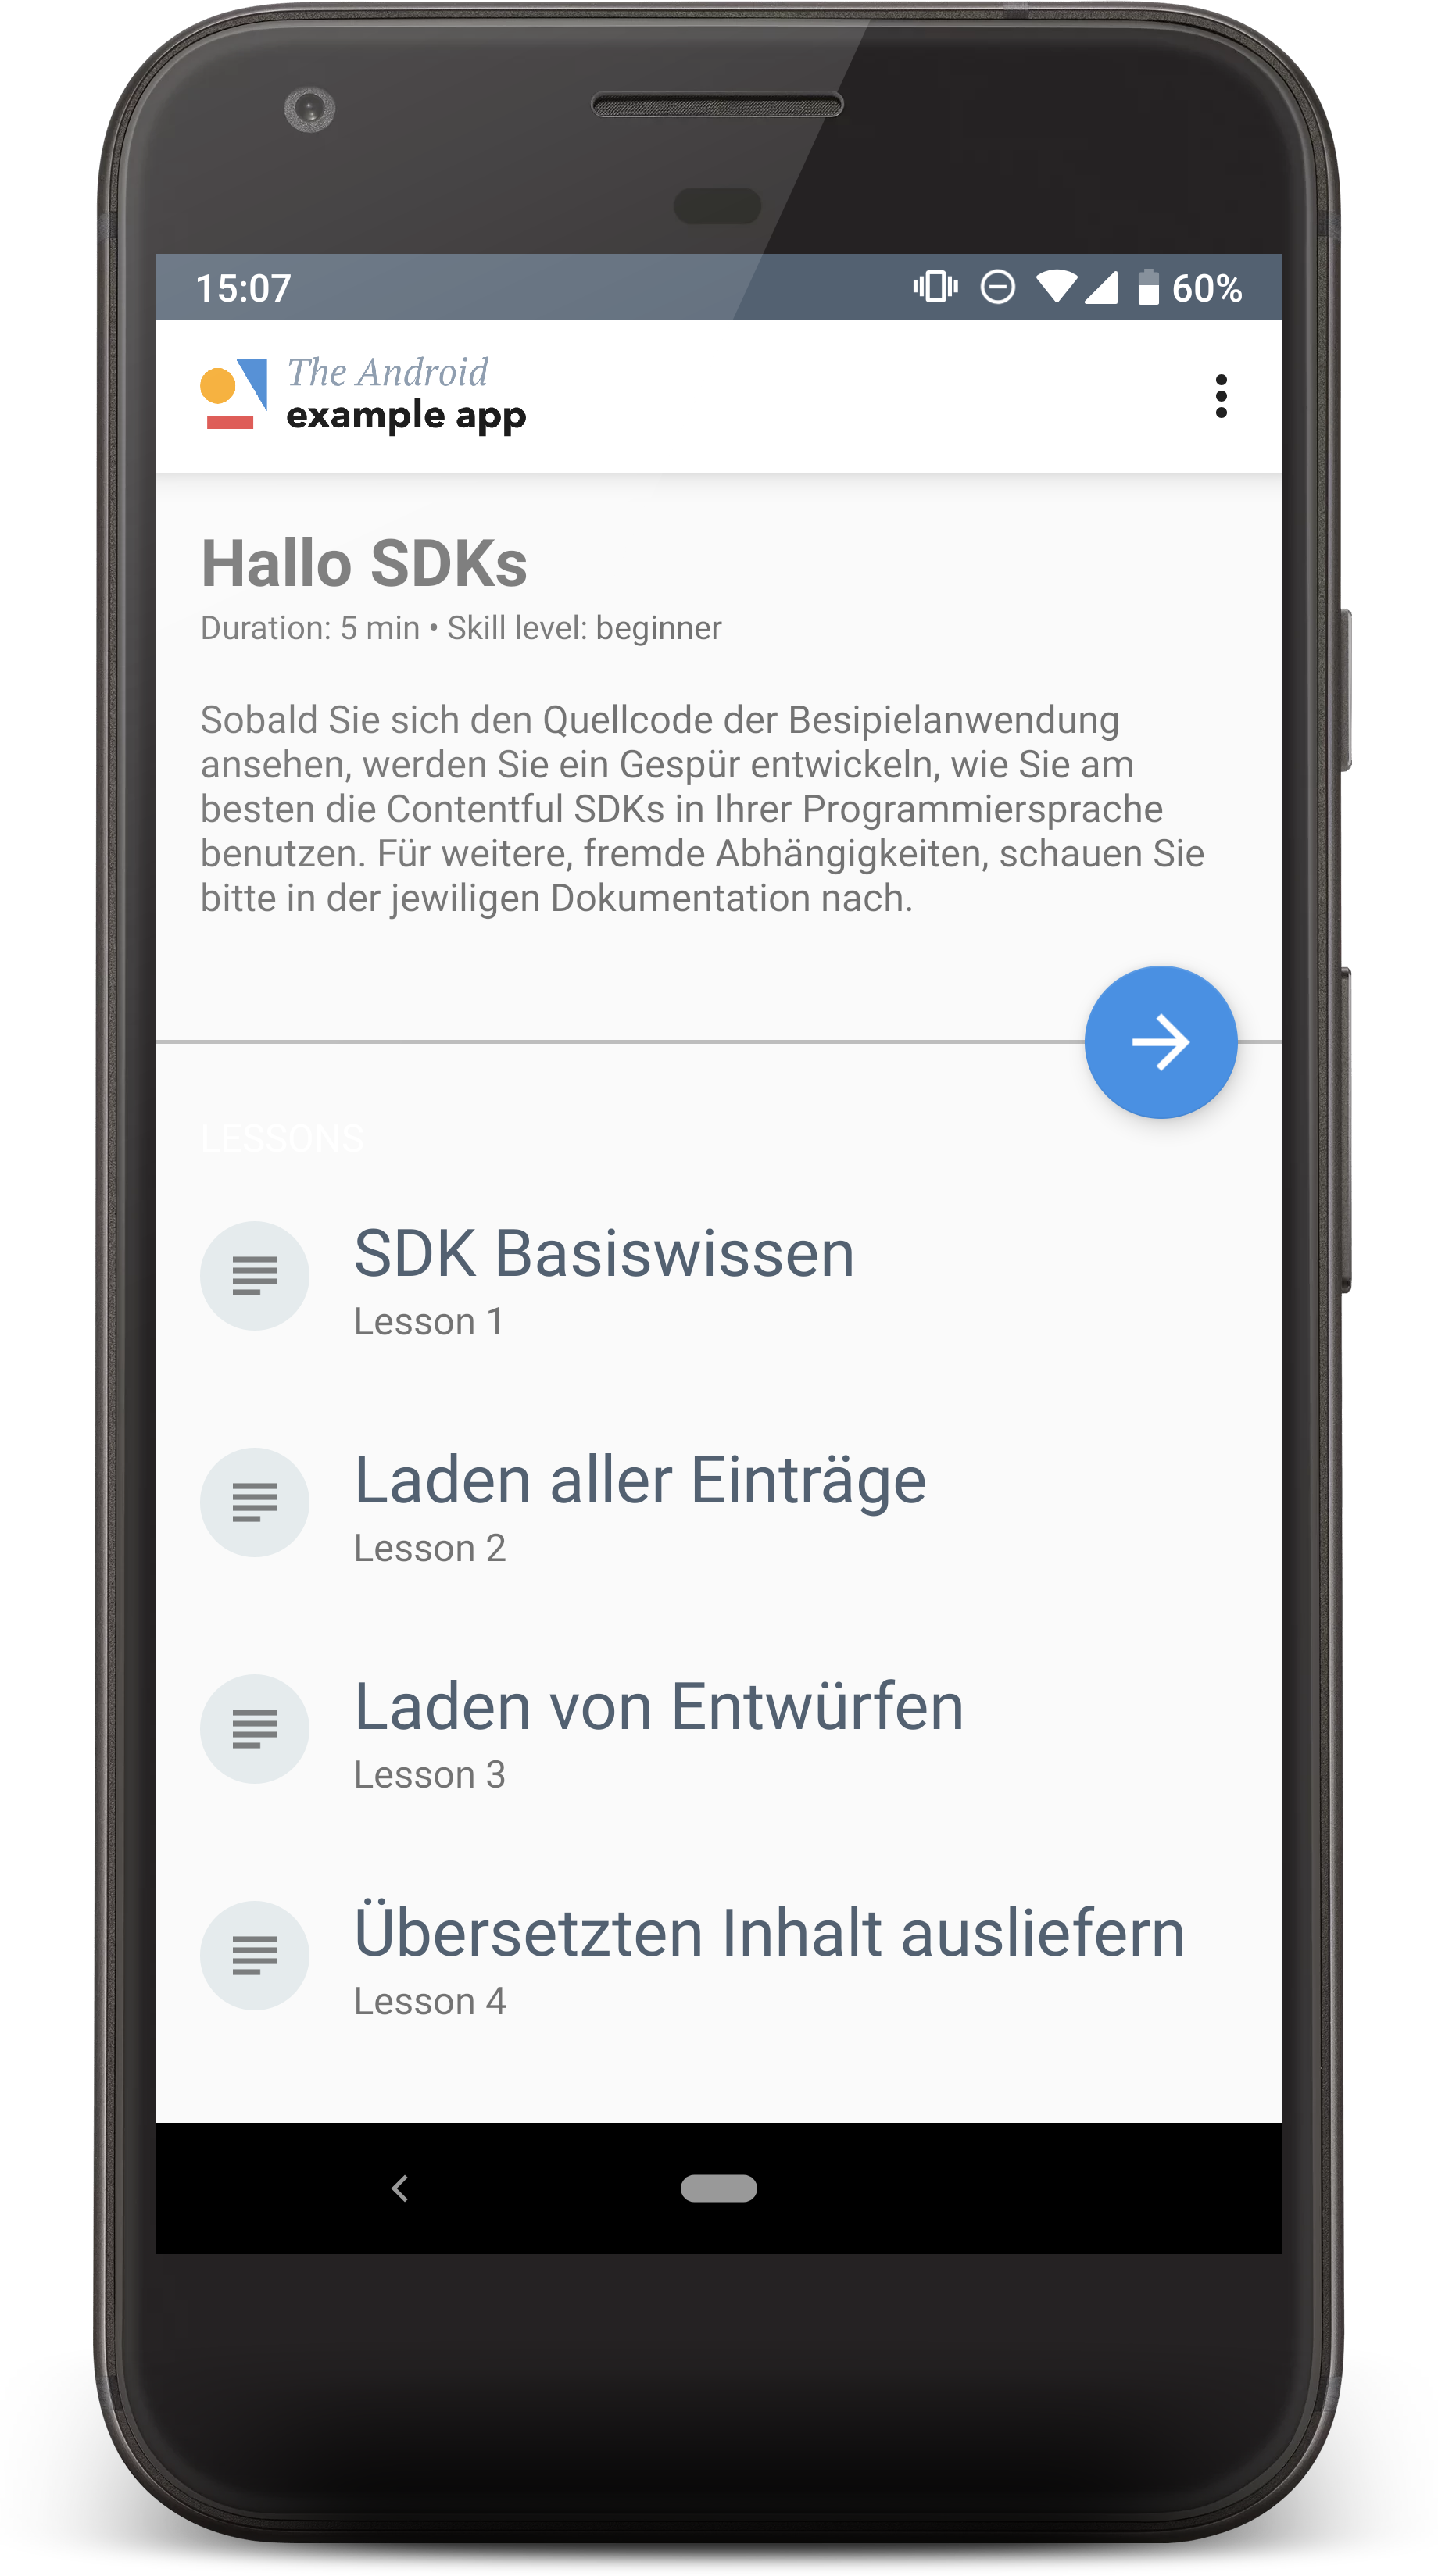 15:07 60%
The Android
example app
Hallo SDKs
Duration: 5 min • Skill level: beginner
Sobald Sie sich den Quellcode der Besipielanwendung
ansehen, werden Sie ein Gespür entwickeln, wie Sie am
besten die Contentful SDKs in Ihrer Programmiersprache
benutzen. Für weitere, fremde Abhängigkeiten, schauen Sie
bitte in der jewiligen Dokumentation nach.
LESSONS
SDK Basiswissen
Lesson 1
Laden aller Einträge
Lesson 2
Laden von Entwürfen
Lesson 3
Übersetzten Inhalt ausliefern
Lesson 4